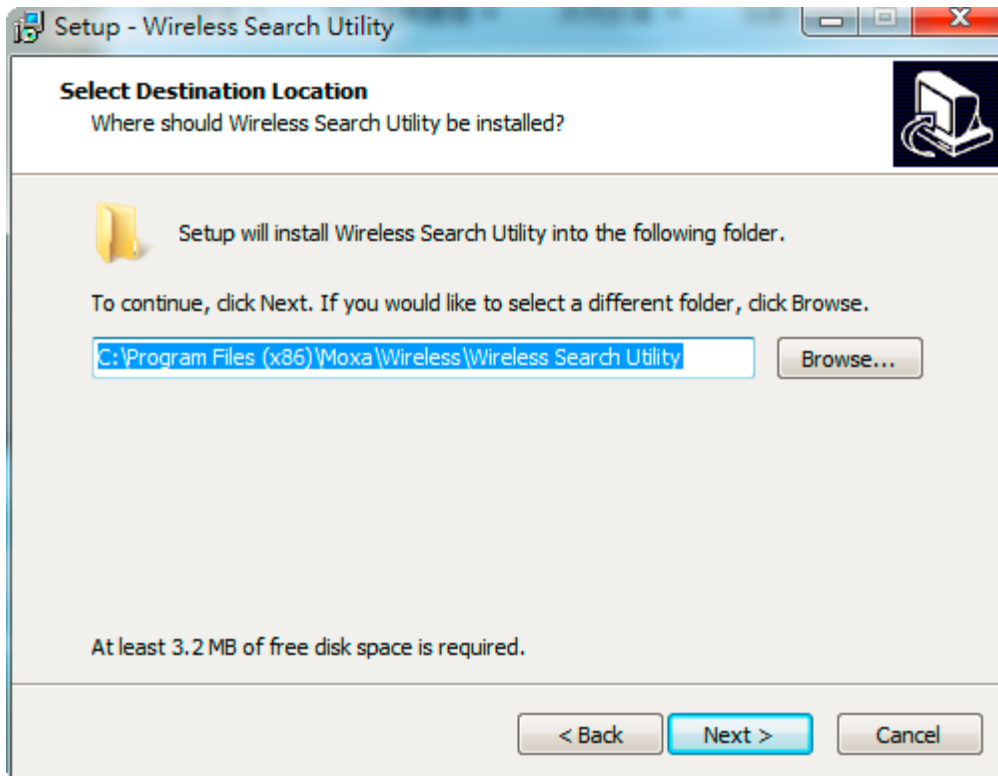 Setup - Wireless Search Utility
Select Destination Location
Where should Wireless Search Utility be installed?
Setup will install Wireless Search Utility into the following folder.
To continue, click Next. If you would like to select a different folder, click Browse.
C:\Program Files (x86)\Moxa\Wireless\Wireless Search Utility
Browse...
At least 3.2 MB of free disk space is required.
< Back
Next >
Cancel